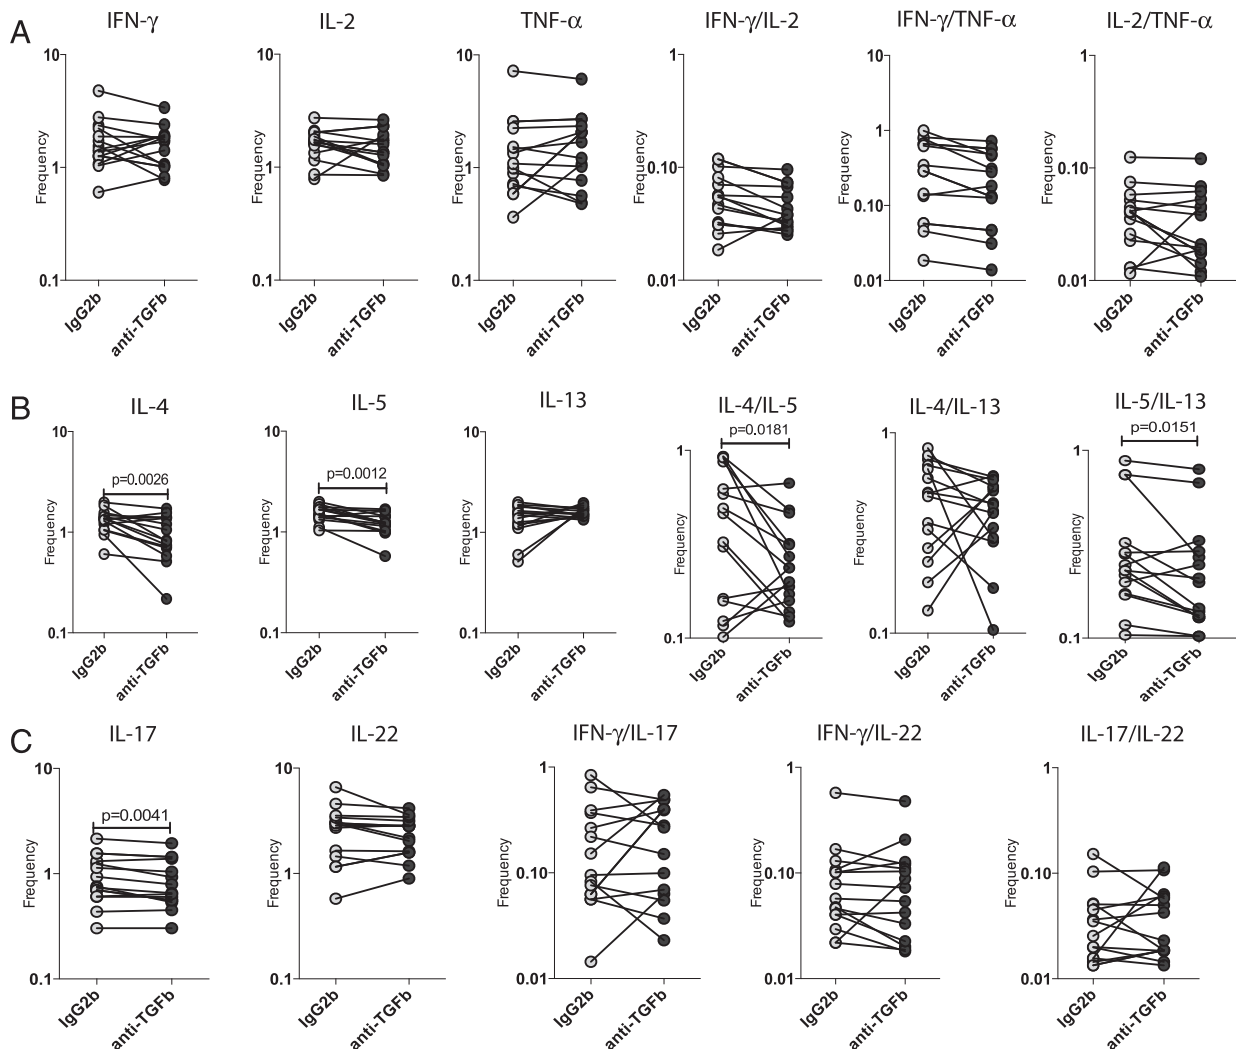 A
IFN-γ IL-2 TNF-α IFN-γ/IL-2 IFN-γ/TNF-α IL-2/TNF-α
10 10 10 1 10 1
1 1 1 0.10 1 0.10
0.10
0.1 0.1 0.1 0.01 0.01 0.01
Frequency Frequency Frequency Frequency Frequency Frequency
IgG2b anti-TGFb IgG2b anti-TGFb IgG2b anti-TGFb IgG2b anti-TGFb IgG2b anti-TGFb IgG2b anti-TGFb
B
IL-4 IL-5 IL-13 IL-4/IL-5 IL-4/IL-13 IL-5/IL-13
p=0.0026 p=0.0012 p=0.0181 p=0.0151
10 10 10 1 1 1
1 1 1
0.1 0.1 0.1 0.1 0.1 0.1
Frequency Frequency Frequency Frequency Frequency Frequency
IgG2b anti-TGFb IgG2b anti-TGFb IgG2b anti-TGFb IgG2b anti-TGFb IgG2b anti-TGFb IgG2b anti-TGFb
C
IL-17 IL-22 IFN-γ/IL-17 IFN-γ/IL-22 IL-17/IL-22
p=0.0041
10 10 1 1 1
1 1 0.10 0.10 0.10
0.1 0.1 0.01 0.01 0.01
Frequency Frequency Frequency Frequency Frequency
IgG2b anti-TGFb IgG2b anti-TGFb IgG2b anti-TGFb IgG2b anti-TGFb IgG2b anti-TGFb